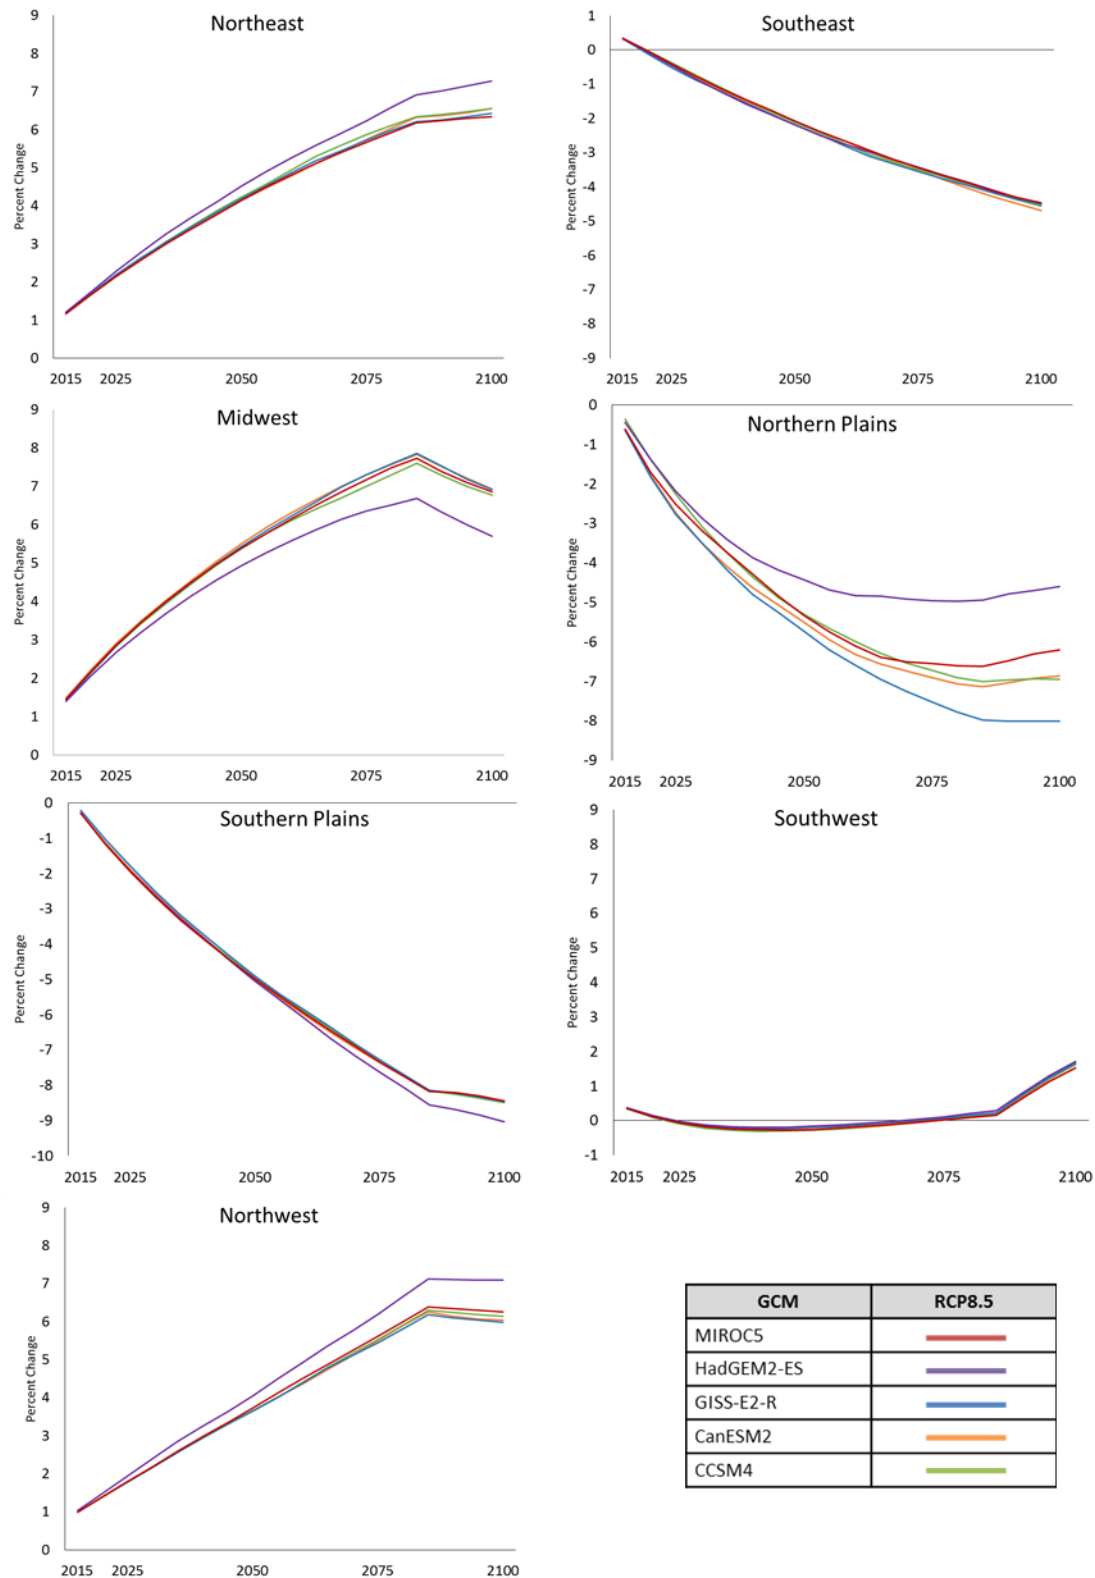 Northeast
Percent Change
9
8
7
6
5
4
3
2
1
0
2015 2025 2050 2075 2100
Southeast
Percent Change
1
0
-1
-2
-3
-4
-5
-6
-7
-8
-9
2015 2025 2050 2075 2100
Midwest
Percent Change
9
8
7
6
5
4
3
2
1
0
2015 2025 2050 2075 2100
Northern Plains
Percent Change
0
-1
-2
-3
-4
-5
-6
-7
-8
-9
2015 2025 2050 2075 2100
Southern Plains
Percent Change
0
-1
-2
-3
-4
-5
-6
-7
-8
-9
-10
2015 2025 2050 2075 2100
Southwest
Percent Change
9
8
7
6
5
4
3
2
1
0
-1
2015 2025 2050 2075 2100
Northwest
Percent Change
9
8
7
6
5
4
3
2
1
0
2015 2025 2050 2075 2100
GCM RCP8.5
MIROC5
HadGEM2-ES
GISS-E2-R
CanESM2
CCSM4